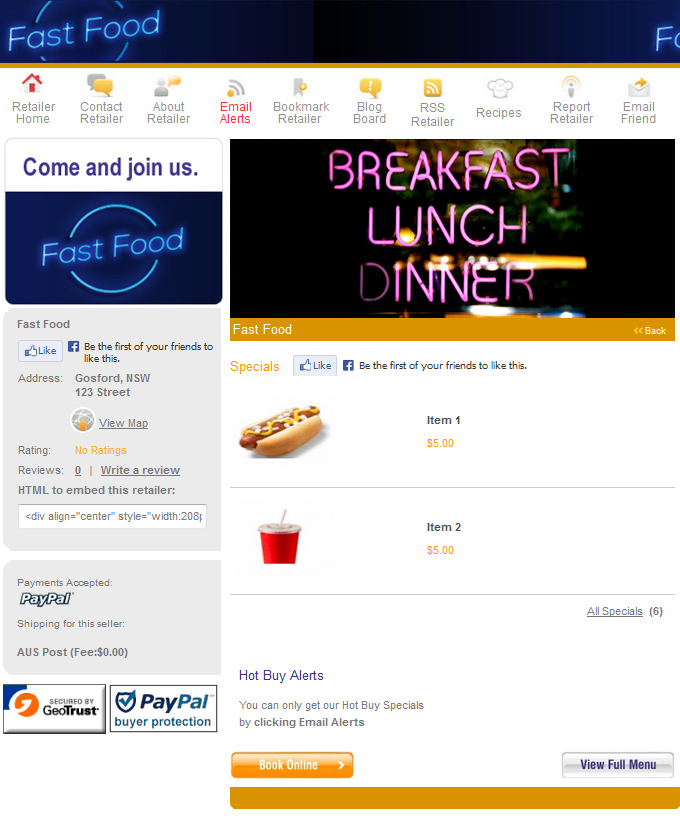 Fast Food
Fa
Retailer
Home
Contact
Retailer
About
Retailer
Email
Alerts
Bookmark
Retailer
Blog
Board
RSS
Retailer
Recipes
Report
Retailer
Email
Friend
Come and join us.
Fast Food
BREAKFAST
LUNCH
DINNER
Fast Food
Like
Be the first of your friends to
like this.
Address: Gosford, NSW
123 Street
View Map
Rating: No Ratings
Reviews: 0 | Write a review
HTML to embed this retailer:
<div align="center" style="width:208p
Payments Accepted:
PayPal
Shipping for this seller:
AUS Post (Fee:$0.00)
SECURED BY
GeoTrust
PayPal
buyer protection
Fast Food
Back
Specials
Like
Be the first of your friends to like this.
Item 1
$5.00
Item 2
$5.00
All Specials (6)
Hot Buy Alerts
You can only get our Hot Buy Specials
by clicking Email Alerts
Book Online >
View Full Menu